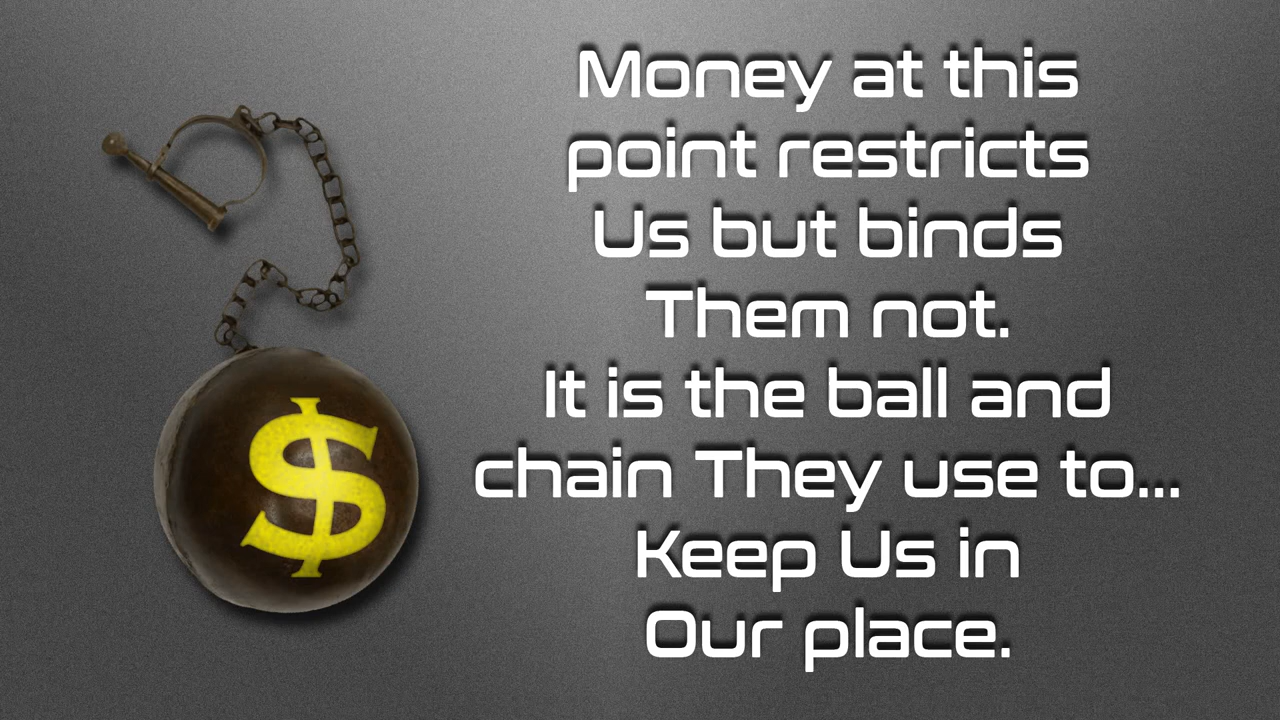 Money at this
point restricts
Us but binds
Them not.
It is the ball and
chain They use to...
Keep Us in
Our place.
$